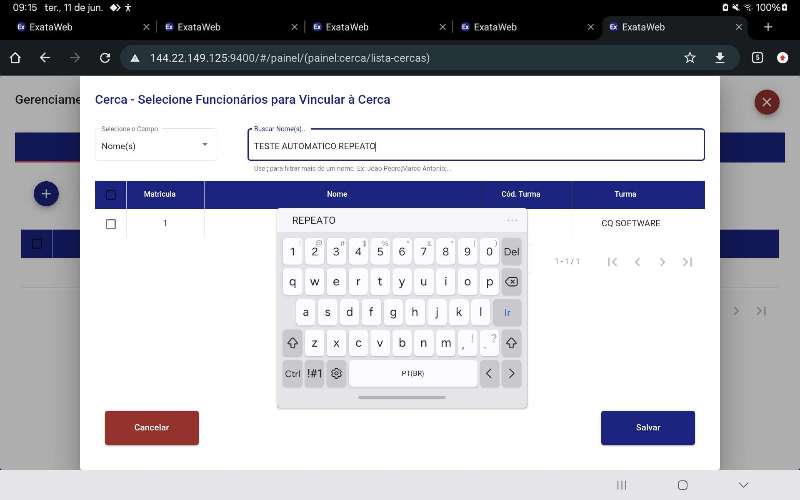 09:15 ter., 11 de jun. 100%
ExataWeb ExataWeb ExataWeb ExataWeb ExataWeb
144.22.149.125:9400/#/painel/(painel:cerca/lista-cercas) 5
Gerenciame
Cerca - Selecione Funcionários para Vincular à Cerca
Selecione o Campo
Nome(s)
Buscar Nome(s)...
TESTE AUTOMATICO REPEATO
Use ; para filtrar mais de um nome. Ex: Joao Pedro;Marco Antonio;...
Matrícula Nome Cód. Turma Turma
1 CQ SOFTWARE
1 - 1 / 1
REPEATO ...
1 2 3 4 5 6 7 8 9 0 Del
q w e r t y u i o p
a s d f g h j k l Ir
z x c v b n m , ! . ?
Ctrl !#1 PT(BR)
Cancelar Salvar